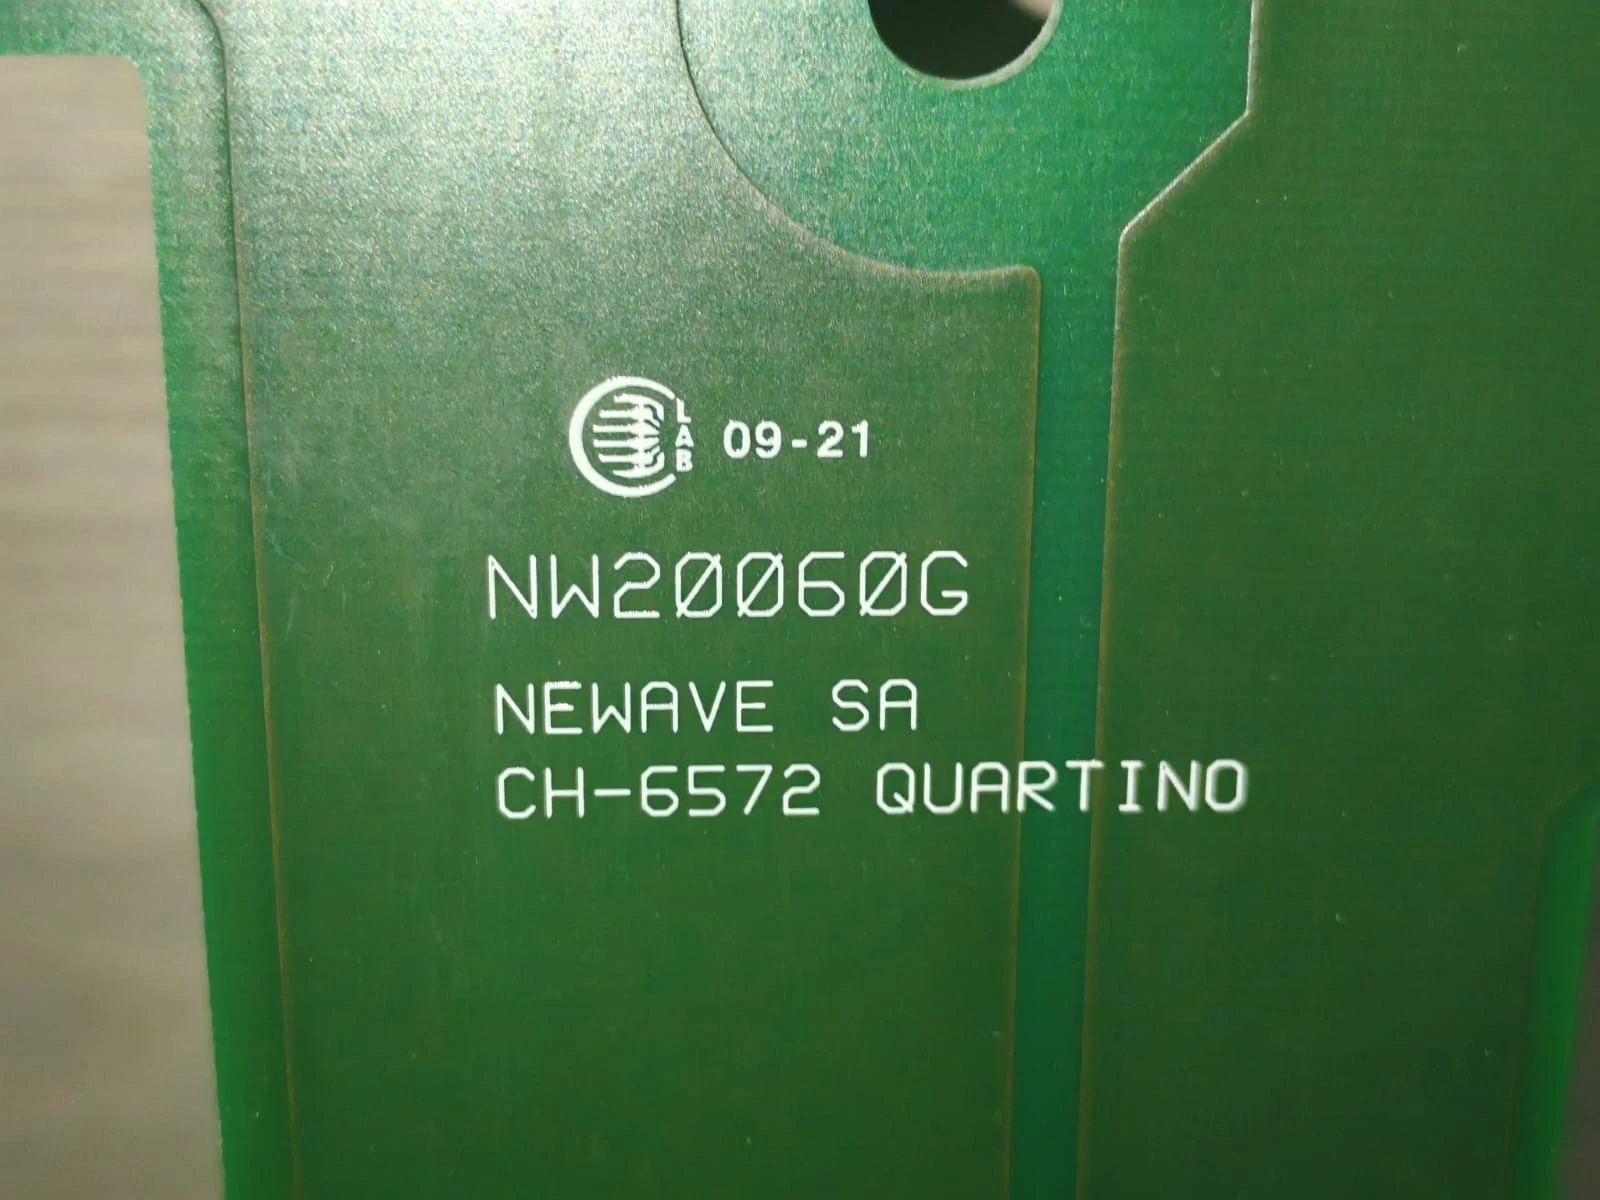 LAB 09-21
NW20060G
NEWAVE SA
CH-6572 QUARTINO